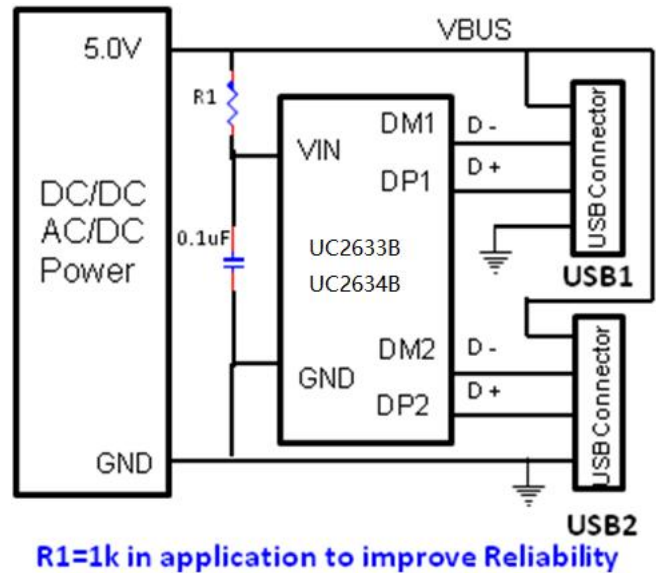 VBUS
5.0V
R1
DM1
D -
VIN
DP1
D +
USB Connector
DC/DC
AC/DC
Power
0.1uF
UC2633B
UC2634B
USB1
DM2
D -
GND
DP2
D +
USB Connector
GND
USB2
R1=1k in application to improve Reliability